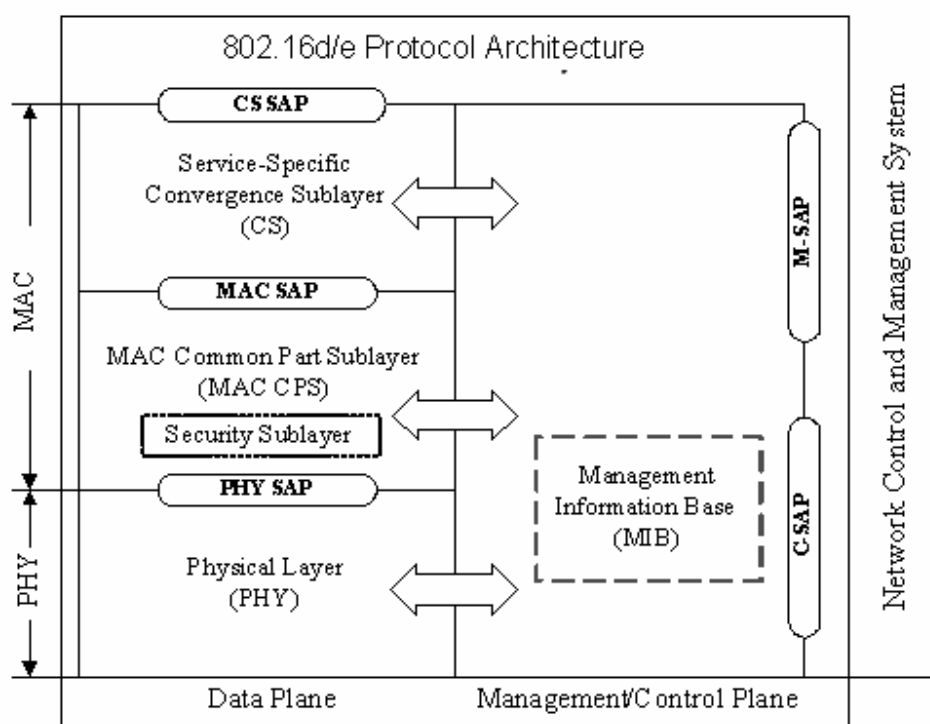 802.16d/e Protocol Architecture
CS SAP
Service-Specific
Convergence Sublayer
(CS)
MAC SAP
MAC Common Part Sublayer
(MAC CPS)
Security Sublayer
PHY SAP
Physical Layer
(PHY)
Data Plane
Management
Information Base
(MIB)
Management/Control Plane
M-SAP
C-SAP
MAC
PHY
Network Control and Management System